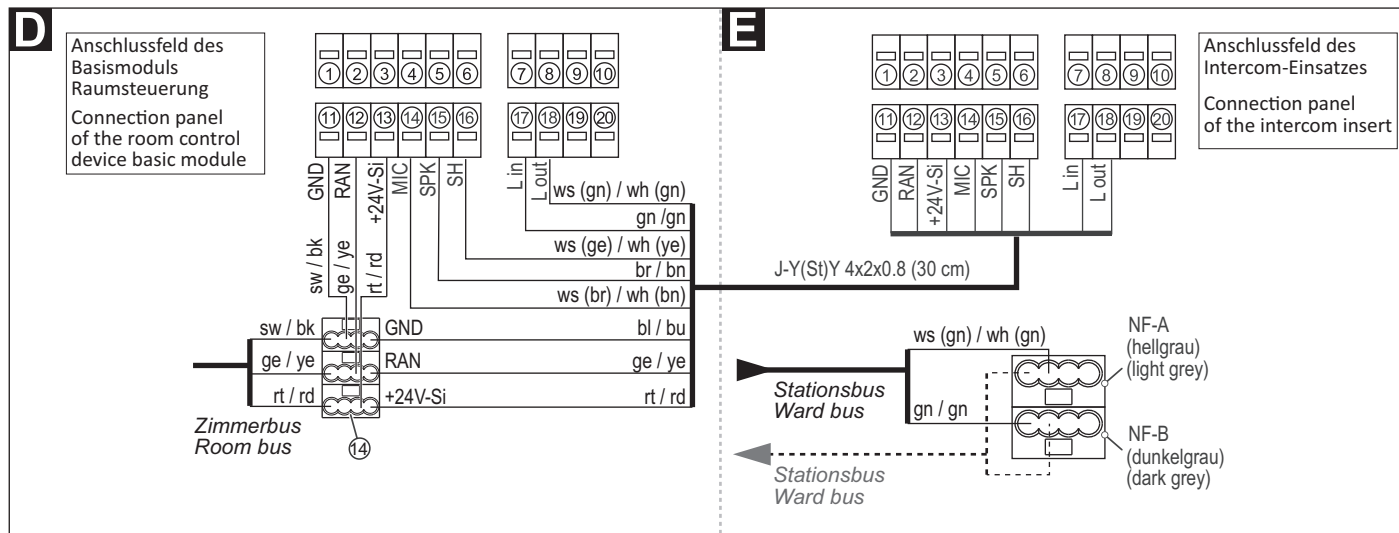 D
Anschlussfeld des
Basismoduls
Raumsteuerung
Connection panel
of the room control
device basic module
1 2 3 4 5 6 7 8 9 10
11 12 13 14 15 16 17 18 19 20
GND
RAN
+24V-Si
MIC
SPK
SH
L in
L out
sw / bk
ge / ye
rt / rd
ws (gn) / wh (gn)
gn /gn
ws (ge) / wh (ye)
br / bn
ws (br) / wh (bn)
sw / bk GND bl / bu
ge / ye RAN ge / ye
rt / rd +24V-Si rt / rd
Zimmerbus
Room bus
14
E
Anschlussfeld des
Intercom-Einsatzes
Connection panel
of the intercom insert
1 2 3 4 5 6 7 8 9 10
11 12 13 14 15 16 17 18 19 20
GND
RAN
+24V-Si
MIC
SPK
SH
L in
L out
J-Y(St)Y 4x2x0.8 (30 cm)
ws (gn) / wh (gn)
Stationsbus
Ward bus
gn / gn
Stationsbus
Ward bus
NF-A
(hellgrau)
(light grey)
NF-B
(dunkelgrau)
(dark grey)